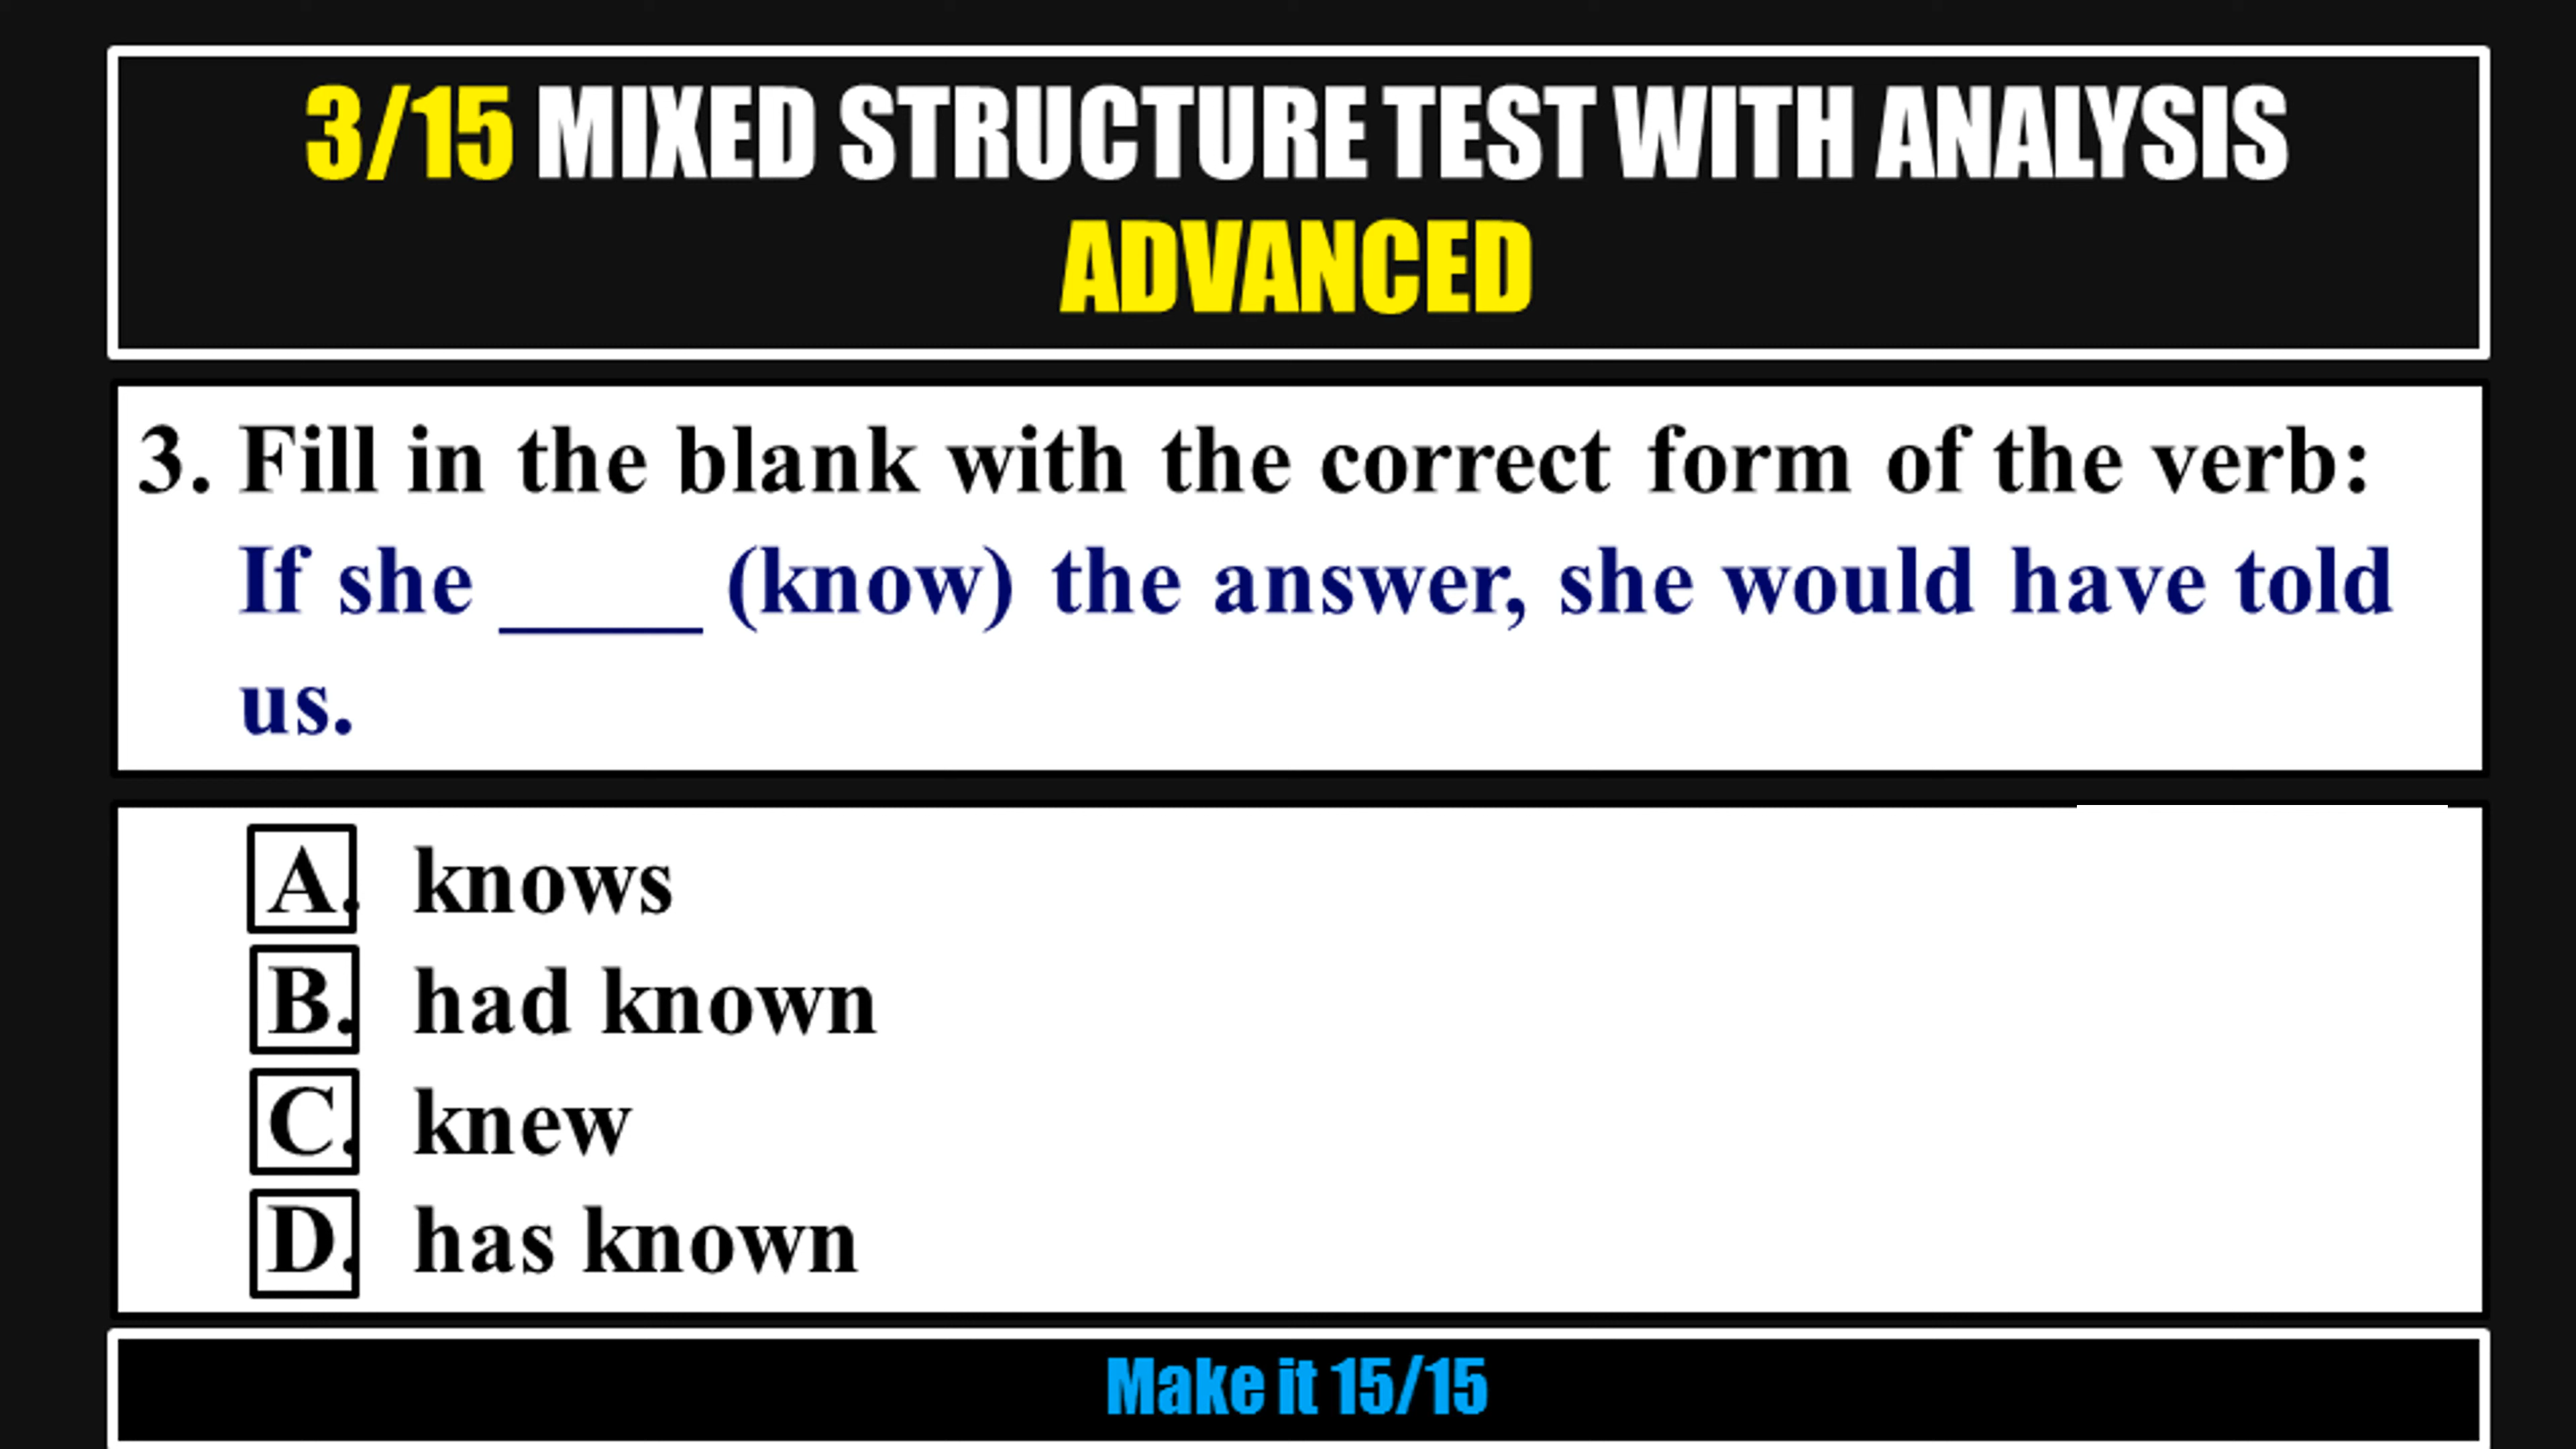 3/15 MIXED STRUCTURE TEST WITH ANALYSIS
ADVANCED
3. Fill in the blank with the correct form of the verb:
If she ____ (know) the answer, she would have told
us.
A. knows
B. had known
C. knew
D. has known
Make it 15/15